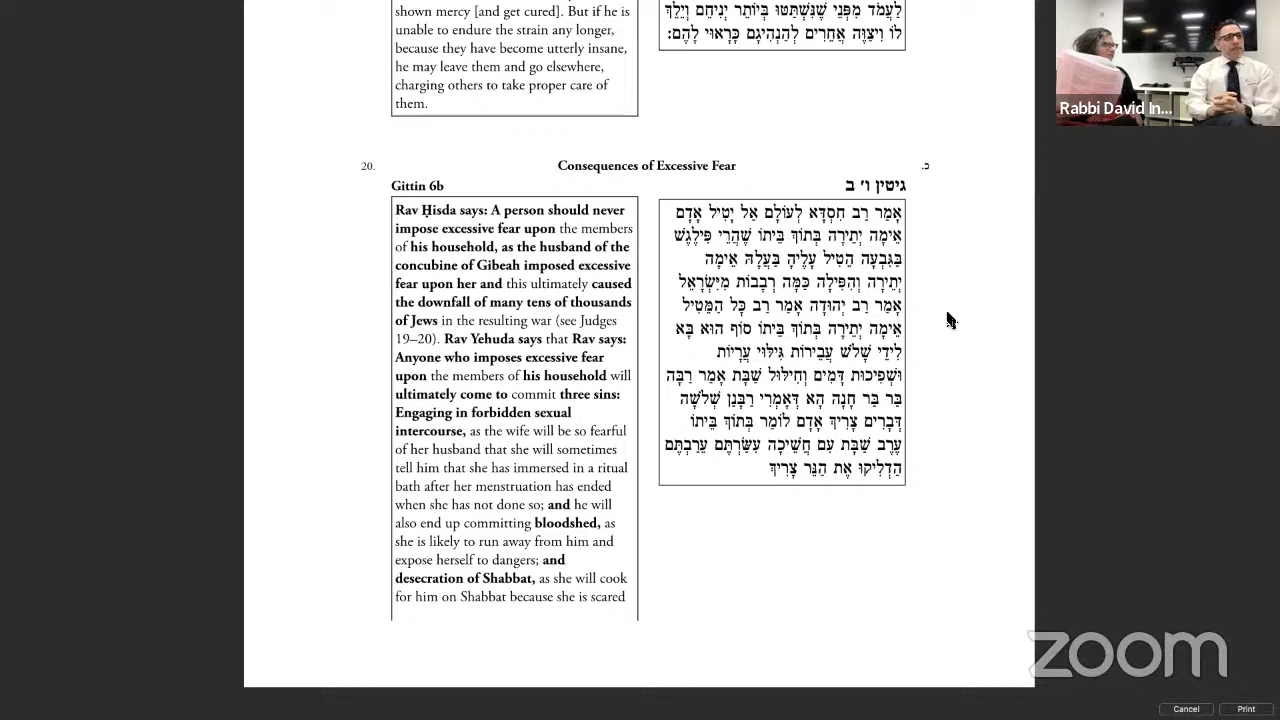 shown mercy [and get cured]. But if he is
unable to endure the strain any longer,
because they have become utterly insane,
he may leave them and go elsewhere,
charging others to take proper care of
them.
לַעֲמֹד מִפְּנֵי שֶׁנִּשְׁתַּטּוּ בְּיוֹתֵר יְנִיחֵם וְיֵלֵךְ
לוֹ וִיצַוֶּה אֲחֵרִים לְהַנְהִיגָם כָּרָאוּי לָהֶם:
Rabbi David In...
20.
Consequences of Excessive Fear
כ.
Gittin 6b
גיטין ו׳ ב
Rav Ḥisda says: A person should never
impose excessive fear upon the members
of his household, as the husband of the
concubine of Gibeah imposed excessive
fear upon her and this ultimately caused
the downfall of many tens of thousands
of Jews in the resulting war (see Judges
19–20). Rav Yehuda says that Rav says:
Anyone who imposes excessive fear
upon the members of his household will
ultimately come to commit three sins:
Engaging in forbidden sexual
intercourse, as the wife will be so fearful
of her husband that she will sometimes
tell him that she has immersed in a ritual
bath after her menstruation has ended
when she has not done so; and he will
also end up committing bloodshed, as
she is likely to run away from him and
expose herself to dangers; and
desecration of Shabbat, as she will cook
for him on Shabbat because she is scared
אָמַר רַב חִסְדָּא לְעוֹלָם אַל יָטִיל אָדָם
אֵימָה יְתֵירָה בְּתוֹךְ בֵּיתוֹ שֶׁהֲרֵי פִּילֶגֶשׁ
בַּגִּבְעָה הִטִּיל עָלֶיהָ בַּעְלָהּ אֵימָה
יְתֵירָה וְהִפִּילָה כַּמָּה רְבָבוֹת מִיִּשְׂרָאֵל
אָמַר רַב יְהוּדָה אָמַר רַב כׇּל הַמֵּטִיל
אֵימָה יְתֵירָה בְּתוֹךְ בֵּיתוֹ סוֹף הוּא בָּא
לִידֵי שָׁלֹשׁ עֲבֵירוֹת גִּילּוּי עֲרָיוֹת
וּשְׁפִיכוּת דָּמִים וְחִילּוּל שַׁבָּת אָמַר רַבָּה
בַּר בַּר חָנָה הָא דְּאָמְרִי רַבָּנַן שְׁלֹשָׁה
דְּבָרִים צָרִיךְ אָדָם לוֹמַר בְּתוֹךְ בֵּיתוֹ
עֶרֶב שַׁבָּת עִם חֲשֵׁיכָה עִשַּׂרְתֶּם עֵרַבְתֶּם
הַדְלִיקוּ אֶת הַנֵּר צָרִיךְ
zoom
Cancel
Print